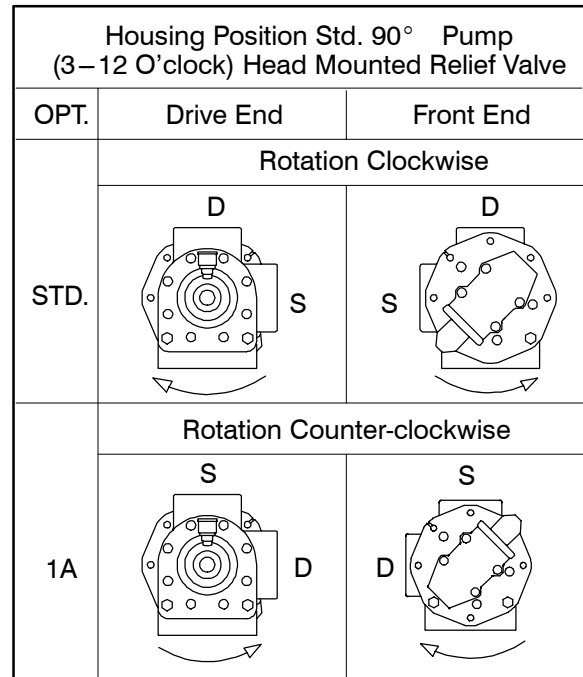 Housing Position Std. 90° Pump
(3–12 O’clock) Head Mounted Relief Valve
OPT. Drive End Front End
Rotation Clockwise
D D
STD. S S
Rotation Counter-clockwise
S S
1A D D